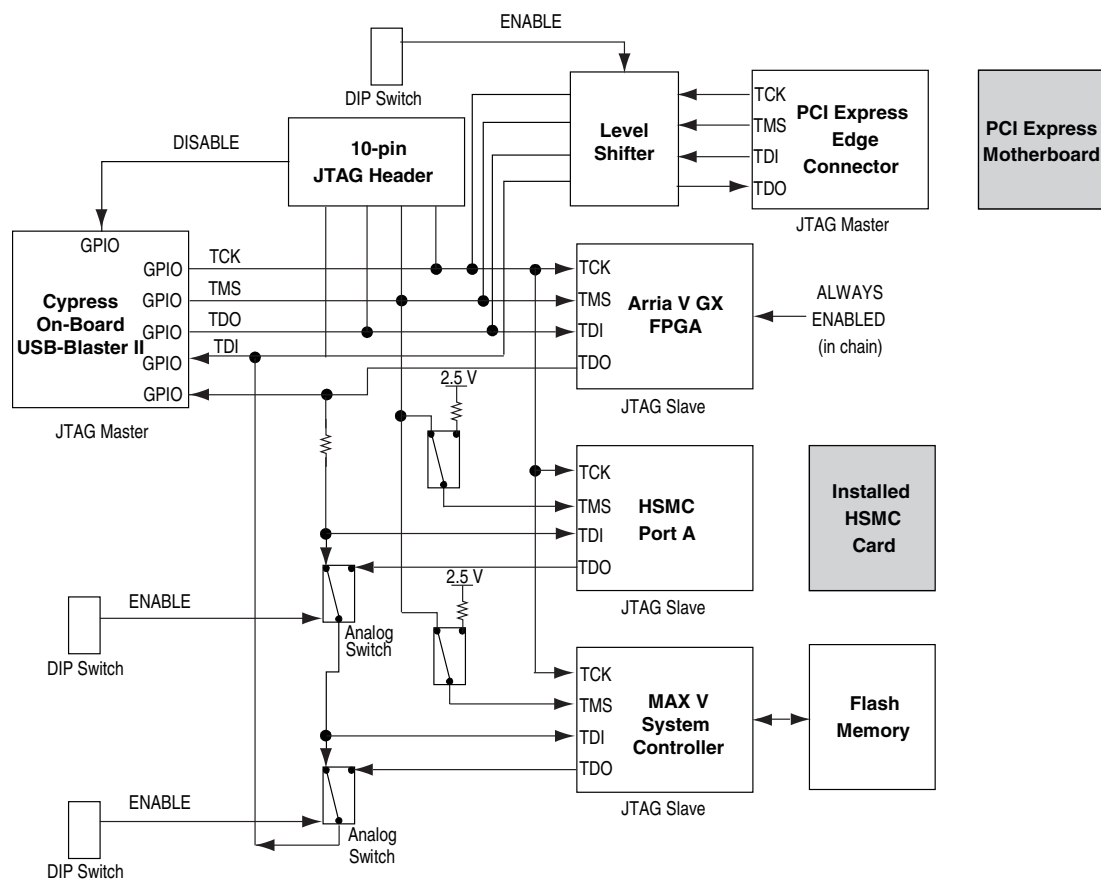 ENABLE
DIP Switch
DISABLE
10-pin
JTAG Header
Level
Shifter
TCK
TMS
TDI
TDO
PCI Express
Edge
Connector
JTAG Master
PCI Express
Motherboard
GPIO
GPIO
GPIO
GPIO
GPIO
GPIO
Cypress
On-Board
USB-Blaster II
JTAG Master
TCK
TMS
TDO
TDI
TCK
TMS
TDI
TDO
Arria V GX
FPGA
JTAG Slave
ALWAYS
ENABLED
(in chain)
2.5 V
TCK
TMS
TDI
TDO
HSMC
Port A
JTAG Slave
Installed
HSMC
Card
ENABLE
DIP Switch
Analog
Switch
2.5 V
TCK
TMS
TDI
TDO
MAX V
System
Controller
JTAG Slave
Flash
Memory
ENABLE
DIP Switch
Analog
Switch